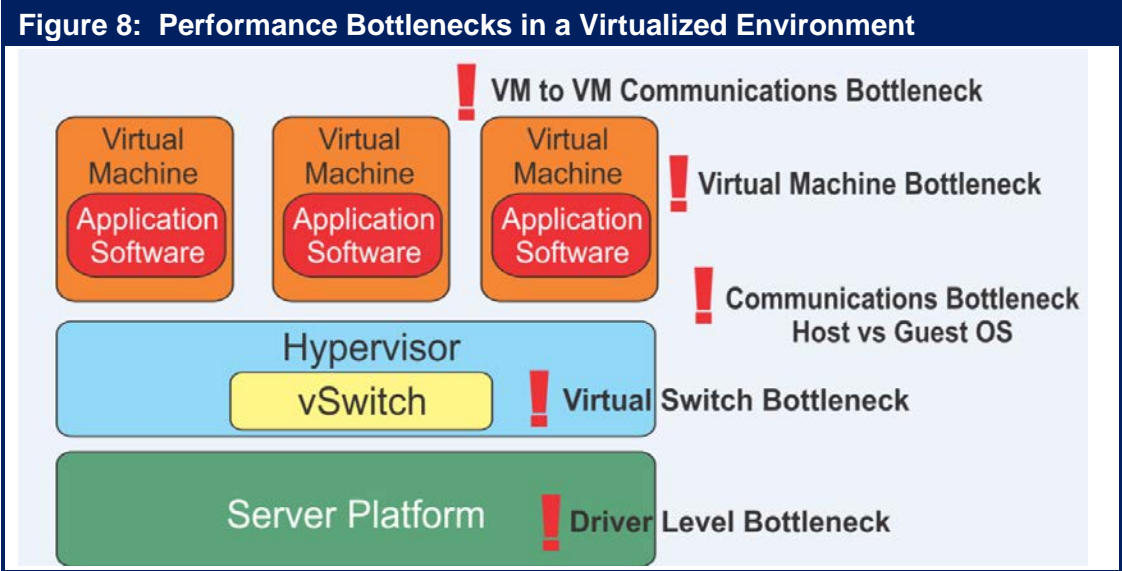 Figure 8: Performance Bottlenecks in a Virtualized Environment
VM to VM Communications Bottleneck
Virtual
Machine
Application
Software
Virtual
Machine
Application
Software
Virtual
Machine
Application
Software
Virtual Machine Bottleneck
Communications Bottleneck
Host vs Guest OS
Hypervisor
vSwitch
Virtual Switch Bottleneck
Server Platform
Driver Level Bottleneck